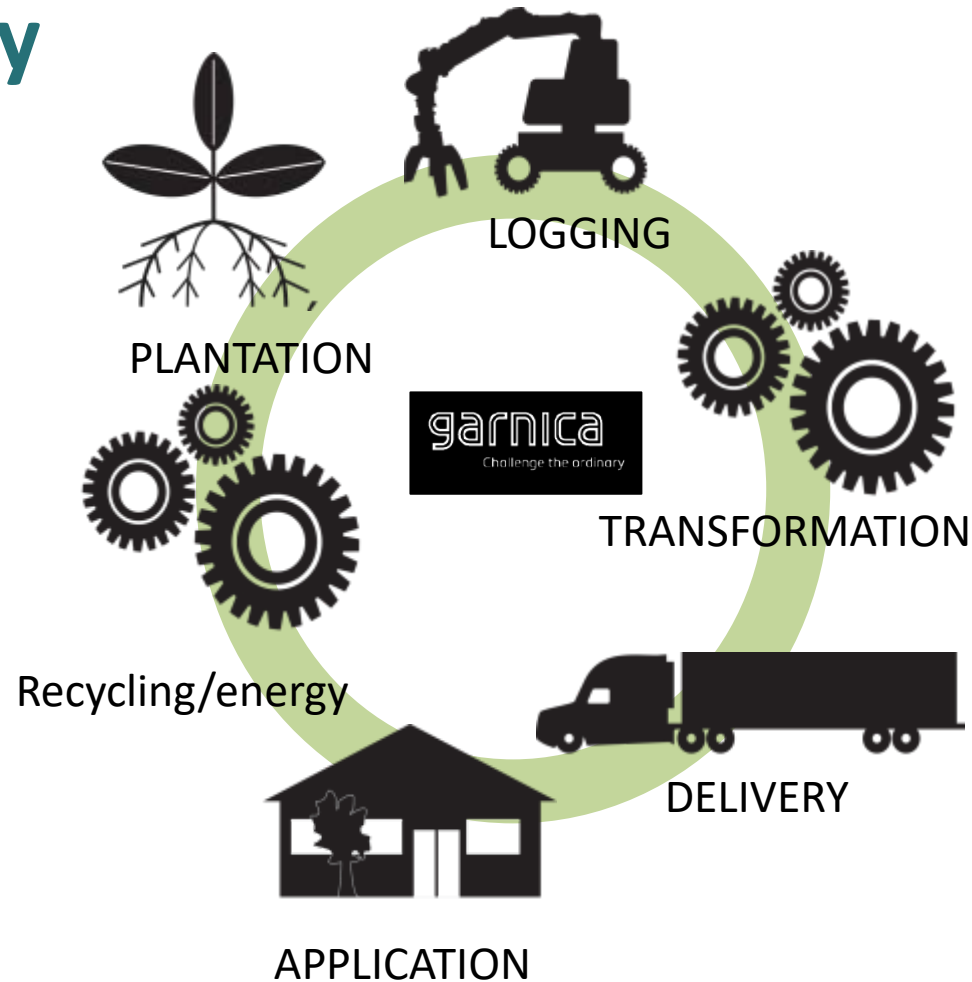 y
LOGGING
PLANTATION
garnica
Challenge the ordinary
TRANSFORMATION
Recycling/energy
DELIVERY
APPLICATION